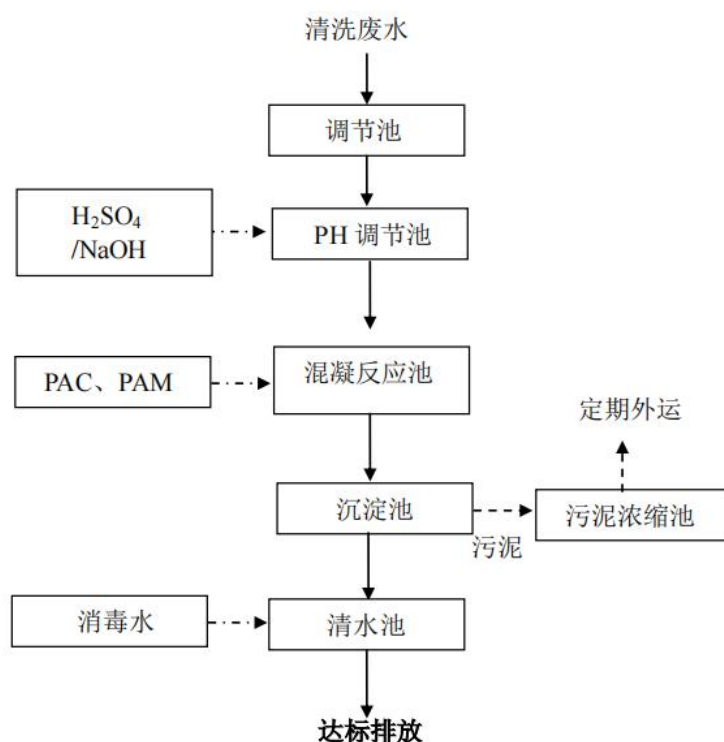 清洗废水
调节池
H₂SO₄
/NaOH
PH 调节池
PAC、PAM
混凝反应池
定期外运
沉淀池
污泥
污泥浓缩池
消毒水
清水池
达标排放